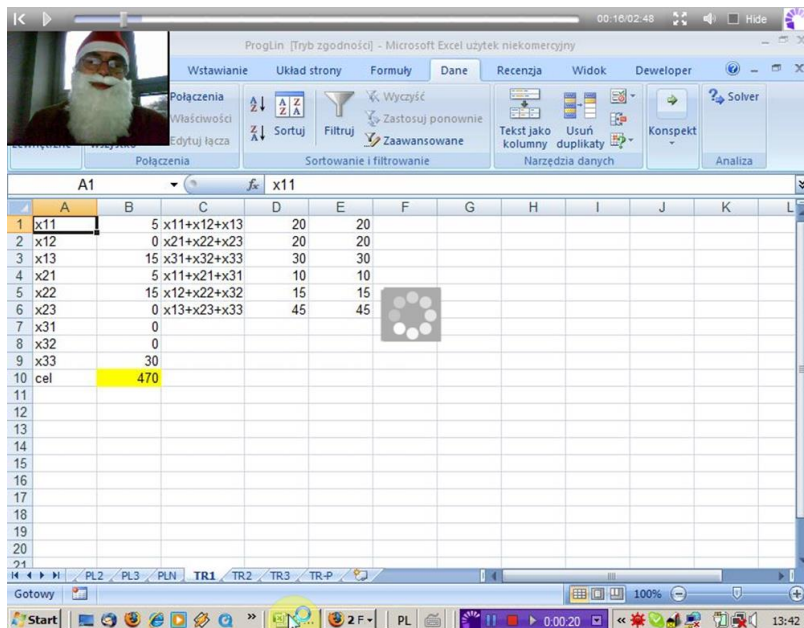 00:16/02:48 Hide
ProgLin [Tryb zgodności] - Microsoft Excel użytek niekomercyjny
Wstawianie Układ strony Formuły Dane Recenzja Widok Deweloper
Połączenia
Właściwości
Edytuj łącza
Połączenia
Sortuj
Filtruj
Wyczyść
Zastosuj ponownie
Zaawansowane
Sortowanie i filtrowanie
Tekst jako kolumny
Usuń duplikaty
Narzędzia danych
Konspekt
Solver
Analiza
A1 fx x11
A B C D E F G H I J K L
1 x11 5 x11+x12+x13 20 20
2 x12 0 x21+x22+x23 20 20
3 x13 15 x31+x32+x33 30 30
4 x21 5 x11+x21+x31 10 10
5 x22 15 x12+x22+x32 15 15
6 x23 0 x13+x23+x33 45 45
7 x31 0
8 x32 0
9 x33 30
10 cel 470
11
12
13
14
15
16
17
18
19
20
21
PL2 PL3 PLN TR1 TR2 TR3 TR-P
Gotowy 100%
Start » 2 F PL 0:00:20 « 13:42